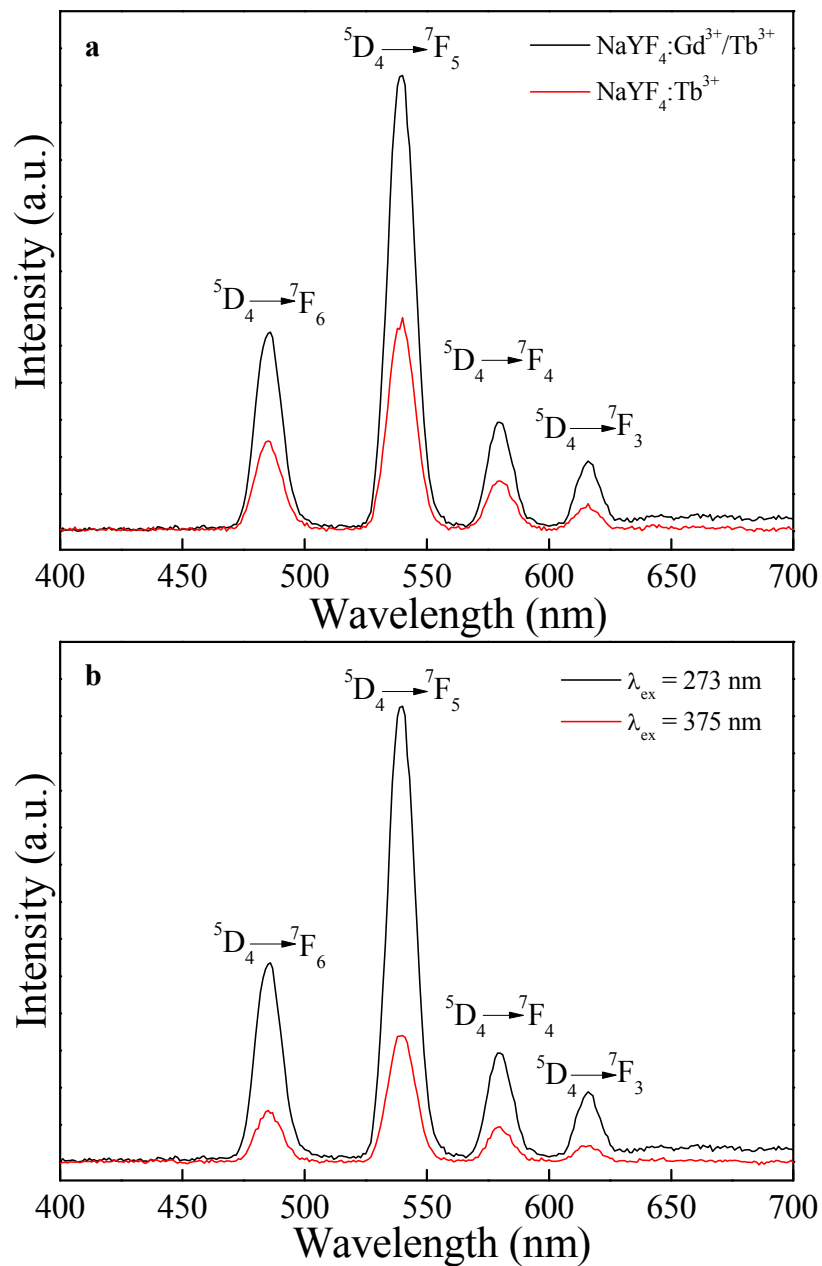 a
⁵D₄ → ⁷F₅
NaYF₄:Gd³⁺/Tb³⁺
NaYF₄:Tb³⁺
⁵D₄ → ⁷F₆
⁵D₄ → ⁷F₄
⁵D₄ → ⁷F₃
Intensity (a.u.)
400 450 500 550 600 650 700
Wavelength (nm)
b
⁵D₄ → ⁷F₅
λₑₓ = 273 nm
λₑₓ = 375 nm
⁵D₄ → ⁷F₆
⁵D₄ → ⁷F₄
⁵D₄ → ⁷F₃
Intensity (a.u.)
400 450 500 550 600 650 700
Wavelength (nm)